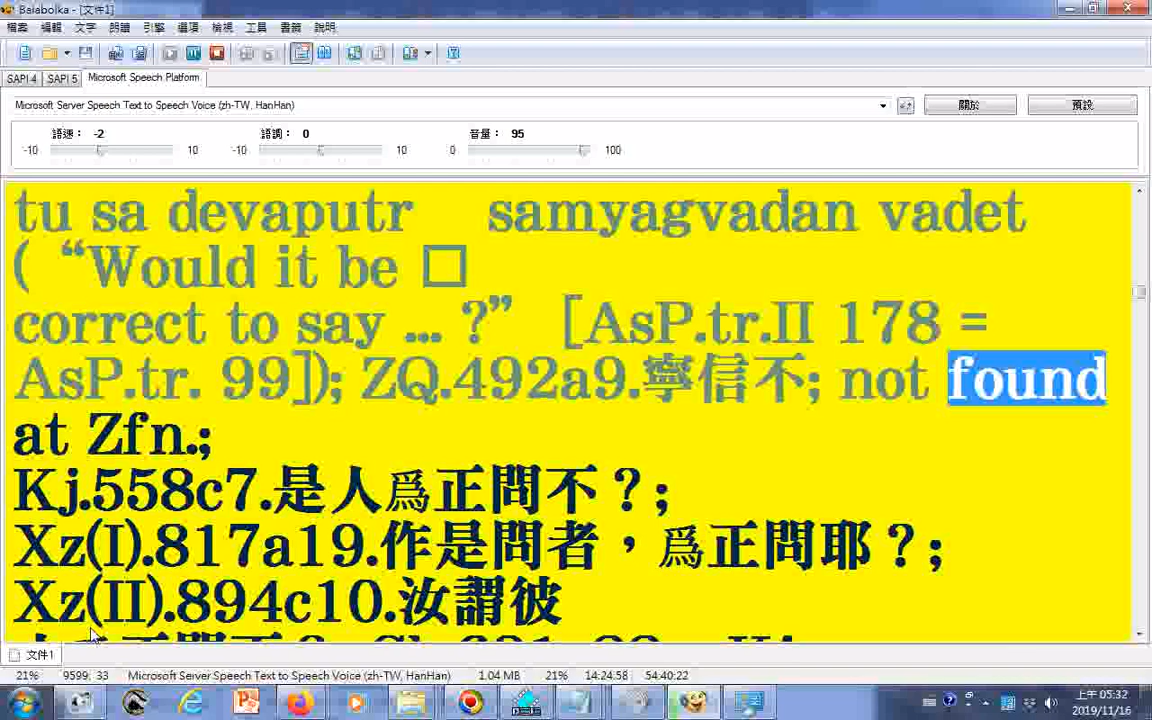 Balabolka - [文件1]
檔案 編輯 文字 朗讀 引擎 選項 檢視 工具 書籤 說明
SAPI 4 SAPI 5 Microsoft Speech Platform
Microsoft Server Speech Text to Speech Voice (zh-TW, HanHan)
關於 預設
語速： -2 語調： 0 音量： 95
-10 10 -10 10 0 100
tu sa devaputr samyagvadan vadet
( “Would it be □
correct to say ... ?” [AsP.tr.II 178 =
AsP.tr. 99]); ZQ.492a9.寧信不; not found
at Zfn.;
Kj.558c7.是人爲正問不？;
Xz(I).817a19.作是問者，爲正問耶？;
Xz(II).894c10.汝謂彼
文件1
21% 9599, 33 Microsoft Server Speech Text to Speech Voice (zh-TW, HanHan) 1.04 MB 21% 14:24:58 54:40:22
上午 05:32
2019/11/16